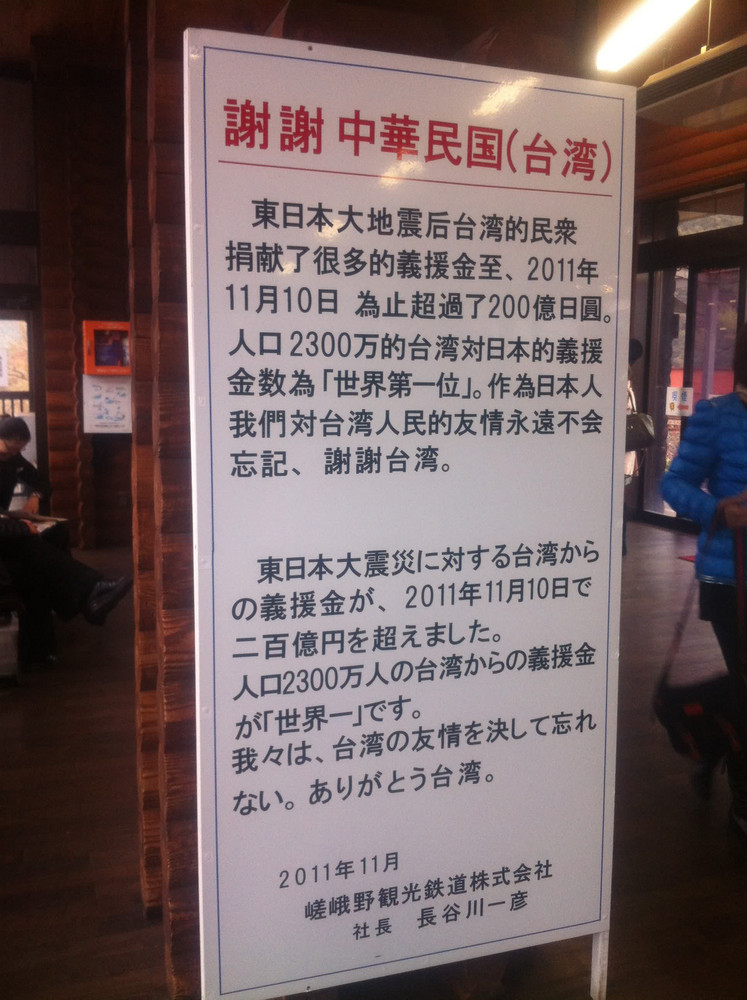 謝謝 中華民国(台湾)
東日本大地震后台湾的民衆
捐献了很多的義援金至、2011年
11月10日 為止超過了200億日圓。
人口2300万的台湾対日本的義援
金数為「世界第一位」。作為日本人
我們対台湾人民的友情永遠不会
忘記、謝謝台湾。
東日本大震災に対する台湾から
の義援金が、2011年11月10日で
二百億円を超えました。
人口2300万人の台湾からの義援金
が「世界一」です。
我々は、台湾の友情を決して忘れ
ない。ありがとう台湾。
2011年11月
嵯峨野観光鉄道株式会社
社長 長谷川一彦